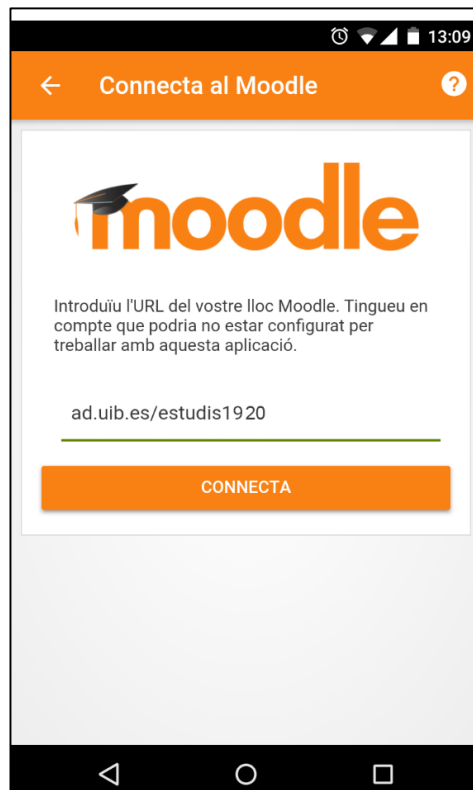 13:09
Connecta al Moodle
?
moodle
Introduïu l'URL del vostre lloc Moodle. Tingueu en
compte que podria no estar configurat per
treballar amb aquesta aplicació.
ad.uib.es/estudis1920
CONNECTA